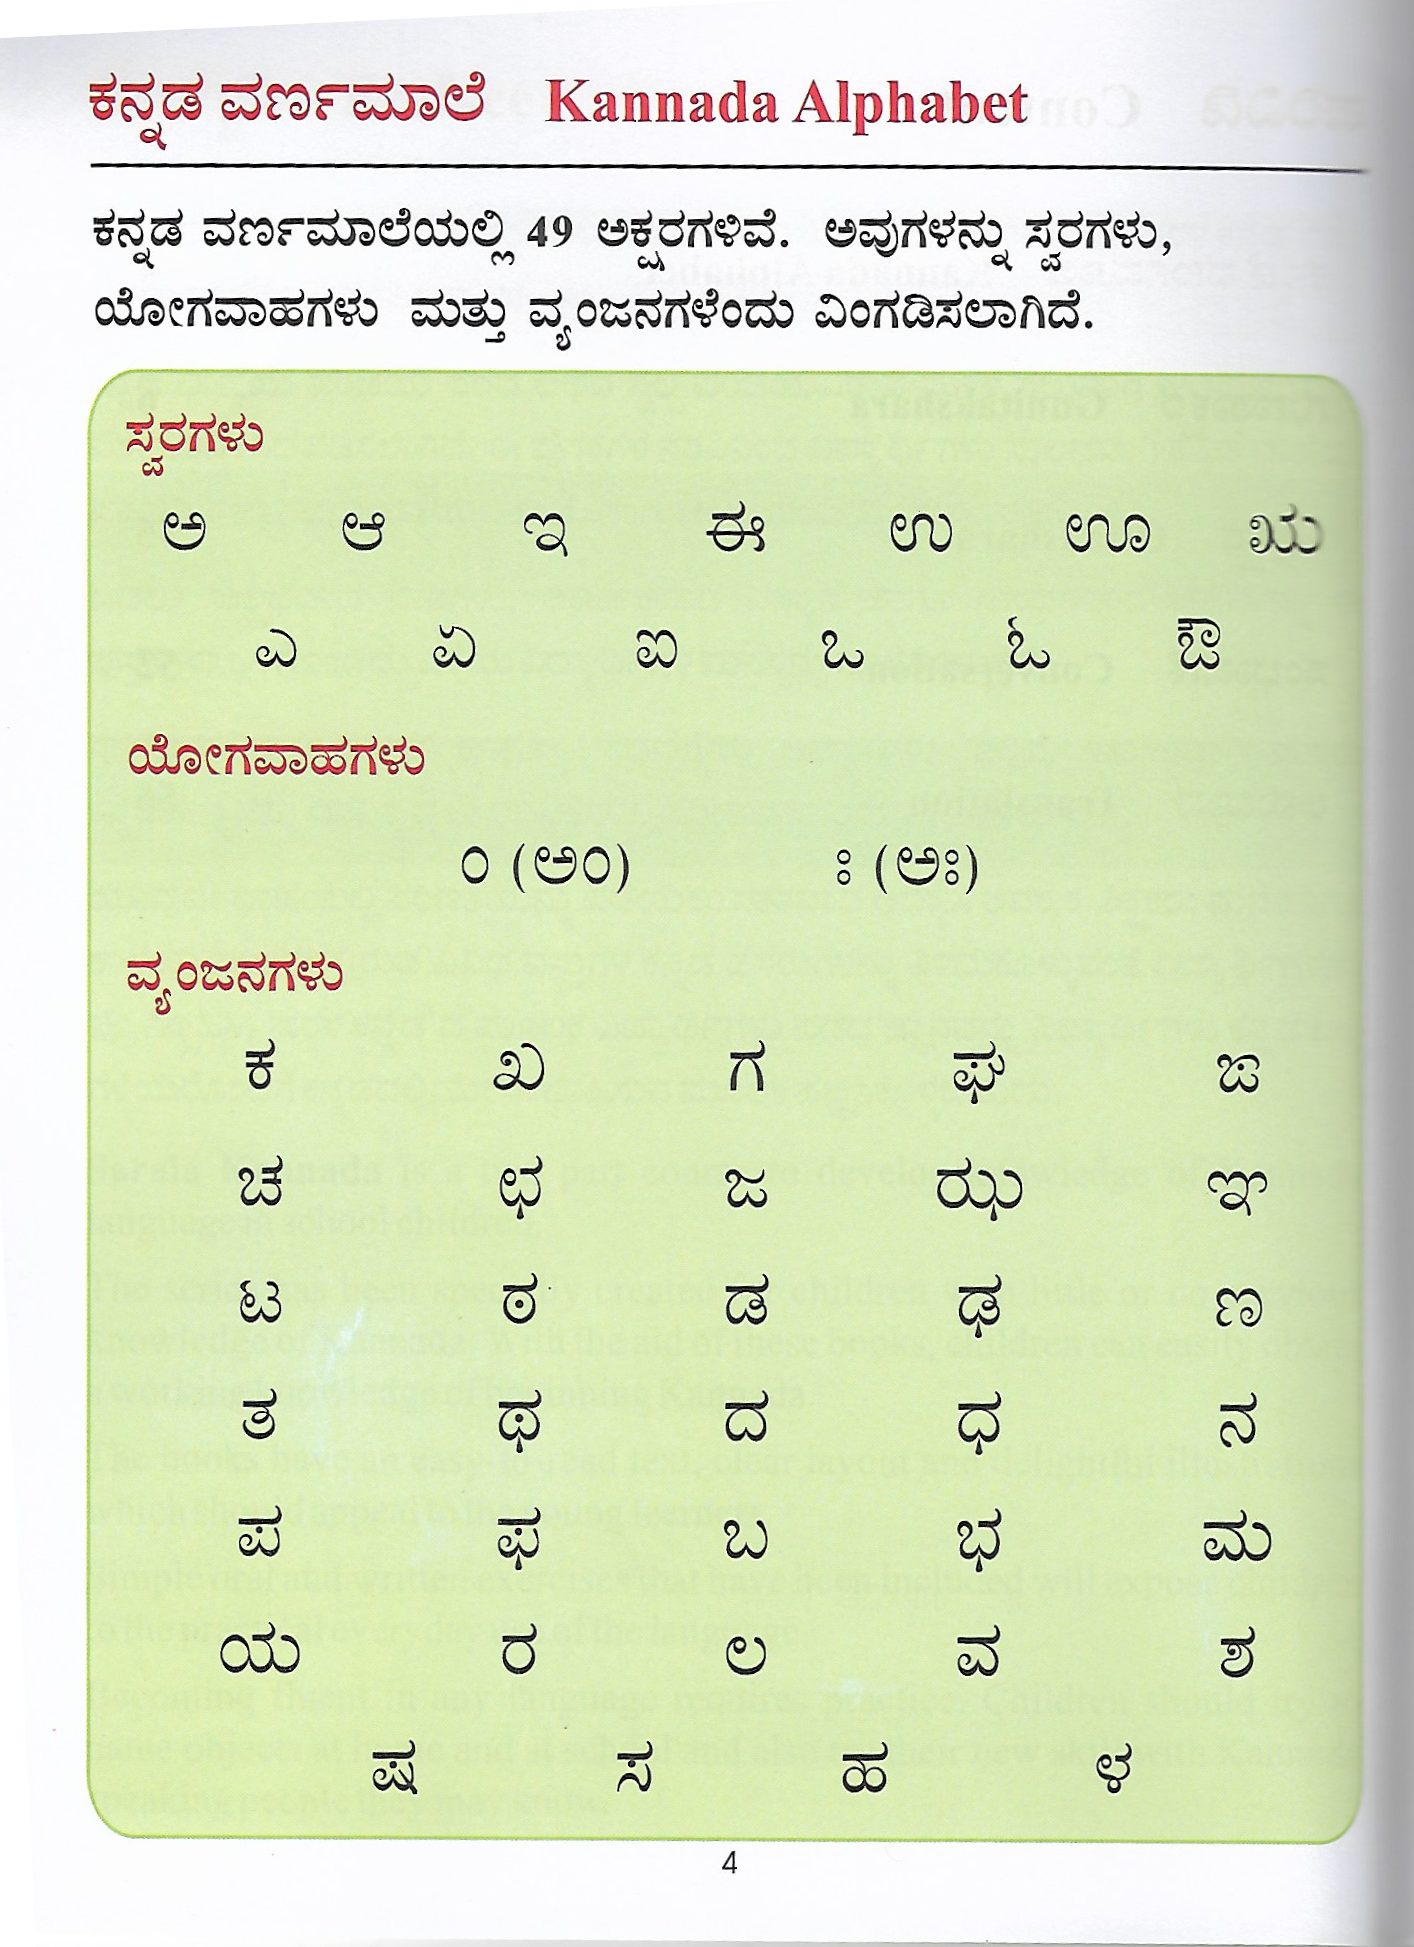 ಕನ್ನಡ ವರ್ಣಮಾಲೆ Kannada Alphabet
ಕನ್ನಡ ವರ್ಣಮಾಲೆಯಲ್ಲಿ 49 ಅಕ್ಷರಗಳಿವೆ. ಅವುಗಳನ್ನು ಸ್ವರಗಳು,
ಯೋಗವಾಹಗಳು ಮತ್ತು ವ್ಯಂಜನಗಳೆಂದು ವಿಂಗಡಿಸಲಾಗಿದೆ.
ಸ್ವರಗಳು
ಅ ಆ ಇ ಈ ಉ ಊ ಋ
ಎ ಏ ಐ ಒ ಓ ಔ
ಯೋಗವಾಹಗಳು
ಂ (ಅಂ) ಃ (ಅಃ)
ವ್ಯಂಜನಗಳು
ಕ ಖ ಗ ಘ ಙ
ಚ ಛ ಜ ಝ ಞ
ಟ ಠ ಡ ಢ ಣ
ತ ಥ ದ ಧ ನ
ಪ ಫ ಬ ಭ ಮ
ಯ ರ ಲ ವ ಶ
ಷ ಸ ಹ ಳ
4